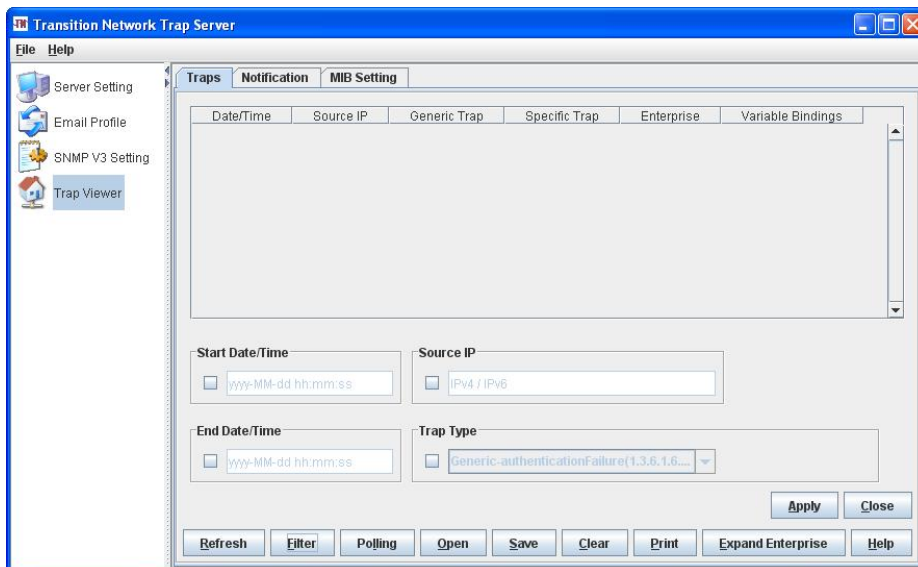 TN Transition Network Trap Server
File Help
Server Setting
Email Profile
SNMP V3 Setting
Trap Viewer
Traps Notification MIB Setting
Date/Time Source IP Generic Trap Specific Trap Enterprise Variable Bindings
Start Date/Time Source IP
yyyy-MM-dd hh:mm:ss IPv4 / IPv6
End Date/Time Trap Type
yyyy-MM-dd hh:mm:ss Generic-authenticationFailure(1.3.6.1.6....
Apply Close
Refresh Filter Polling Open Save Clear Print Expand Enterprise Help